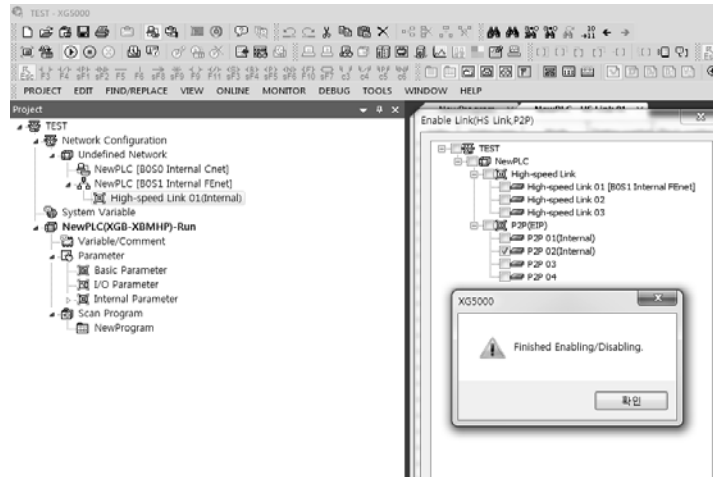 TEST - XG5000
PROJECT EDIT FIND/REPLACE VIEW ONLINE MONITOR DEBUG TOOLS WINDOW HELP
Project
TEST
Network Configuration
Undefined Network
NewPLC [B0S0 Internal Cnet]
NewPLC [B0S1 Internal FEnet]
High-speed Link 01(Internal)
System Variable
NewPLC(XGB-XBMHP)-Run
Variable/Comment
Parameter
Basic Parameter
I/O Parameter
Internal Parameter
Scan Program
NewProgram
Enable Link(HS Link,P2P)
TEST
NewPLC
High-speed Link
High-speed Link 01 [B0S1 Internal FEnet]
High-speed Link 02
High-speed Link 03
P2P(EIP)
P2P 01(Internal)
P2P 02(Internal)
P2P 03
P2P 04
XG5000
Finished Enabling/Disabling.
확인